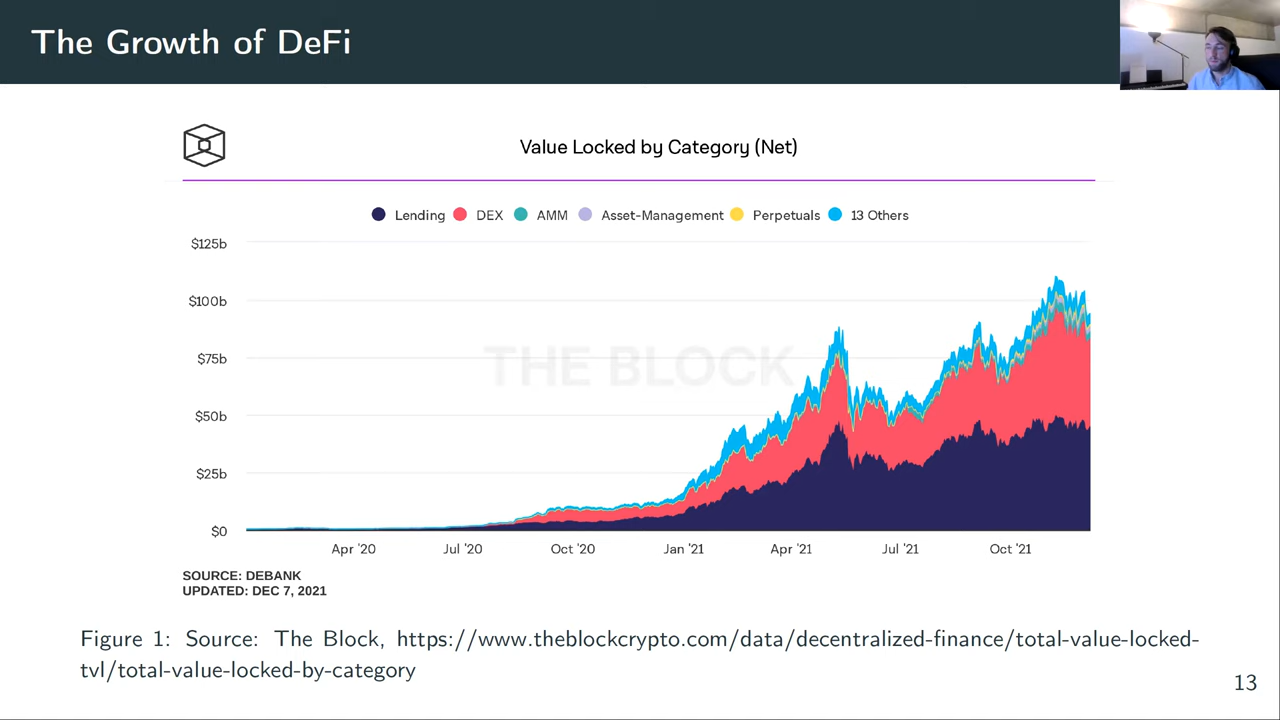 The Growth of DeFi
Value Locked by Category (Net)
Lending DEX AMM Asset-Management Perpetuals 13 Others
$125b
$100b
$75b
$50b
$25b
$0
THE BLOCK
Apr '20 Jul '20 Oct '20 Jan '21 Apr '21 Jul '21 Oct '21
SOURCE: DEBANK
UPDATED: DEC 7, 2021
Figure 1: Source: The Block, https://www.theblockcrypto.com/data/decentralized-finance/total-value-locked-
tvl/total-value-locked-by-category
13